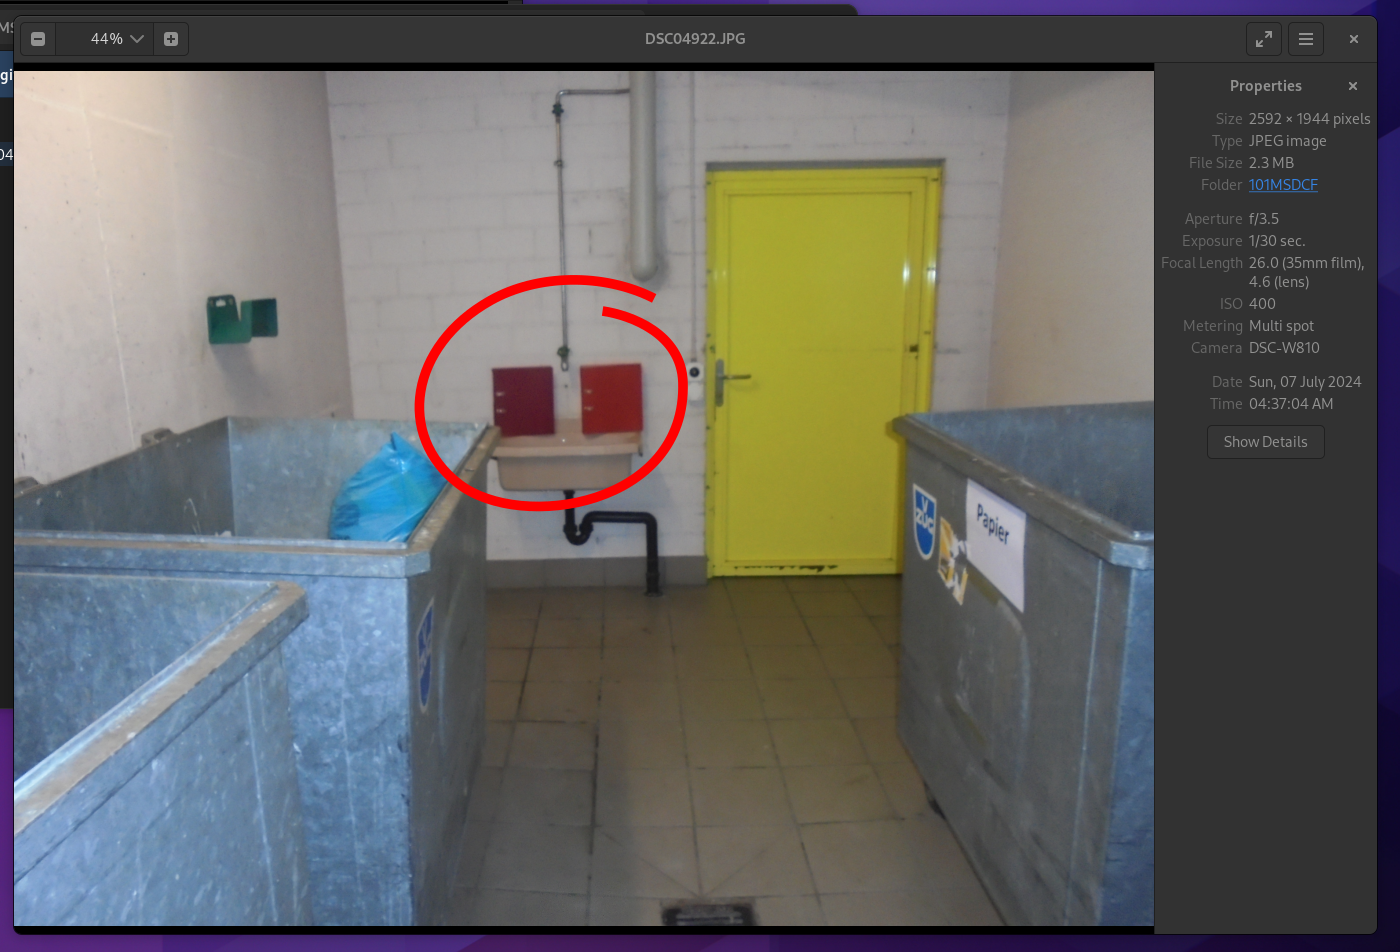 44%
DSC04922.JPG
Properties
Size 2592 × 1944 pixels
Type JPEG image
File Size 2.3 MB
Folder 101MSDCF
Aperture f/3.5
Exposure 1/30 sec.
Focal Length 26.0 (35mm film),
4.6 (lens)
ISO 400
Metering Multi spot
Camera DSC-W810
Date Sun, 07 July 2024
Time 04:37:04 AM
Show Details
Papier